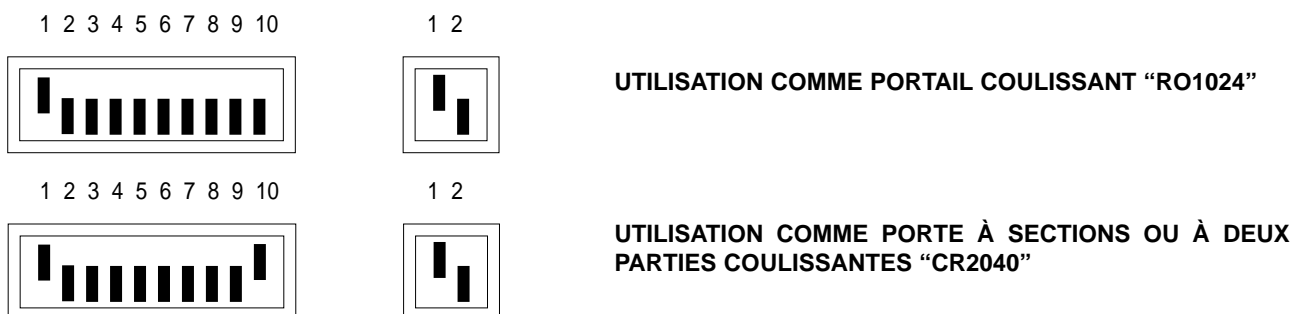 1 2 3 4 5 6 7 8 9 10 1 2
UTILISATION COMME PORTAIL COULISSANT “RO1024”
1 2 3 4 5 6 7 8 9 10 1 2
UTILISATION COMME PORTE À SECTIONS OU À DEUX
PARTIES COULISSANTES “CR2040”